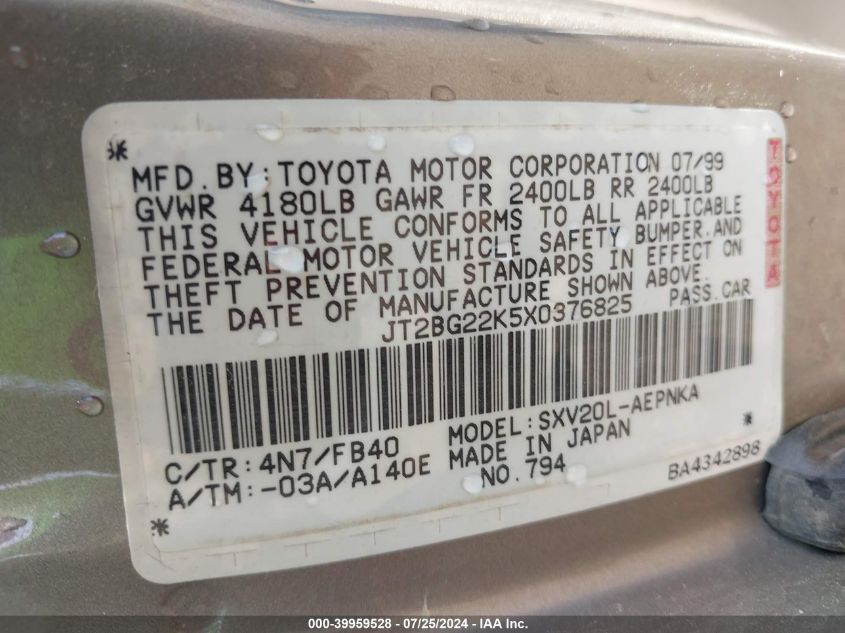 MFD. BY: TOYOTA MOTOR CORPORATION 07/99
GVWR 4180LB GAWR FR 2400LB RR 2400LB
THIS VEHICLE CONFORMS TO ALL APPLICABLE
FEDERAL MOTOR VEHICLE SAFETY, BUMPER, AND
THEFT PREVENTION STANDARDS IN EFFECT ON
THE DATE OF MANUFACTURE SHOWN ABOVE.
JT2BG22K5X0376825 PASS. CAR
TOYOTA
C/TR: 4N7/FB40 MODEL: SXV20L-AEPNKA
A/TM: -03A/A140E MADE IN JAPAN
NO. 794 BA4342898
000-39959528 / 07/25/2024 - IAA Inc.